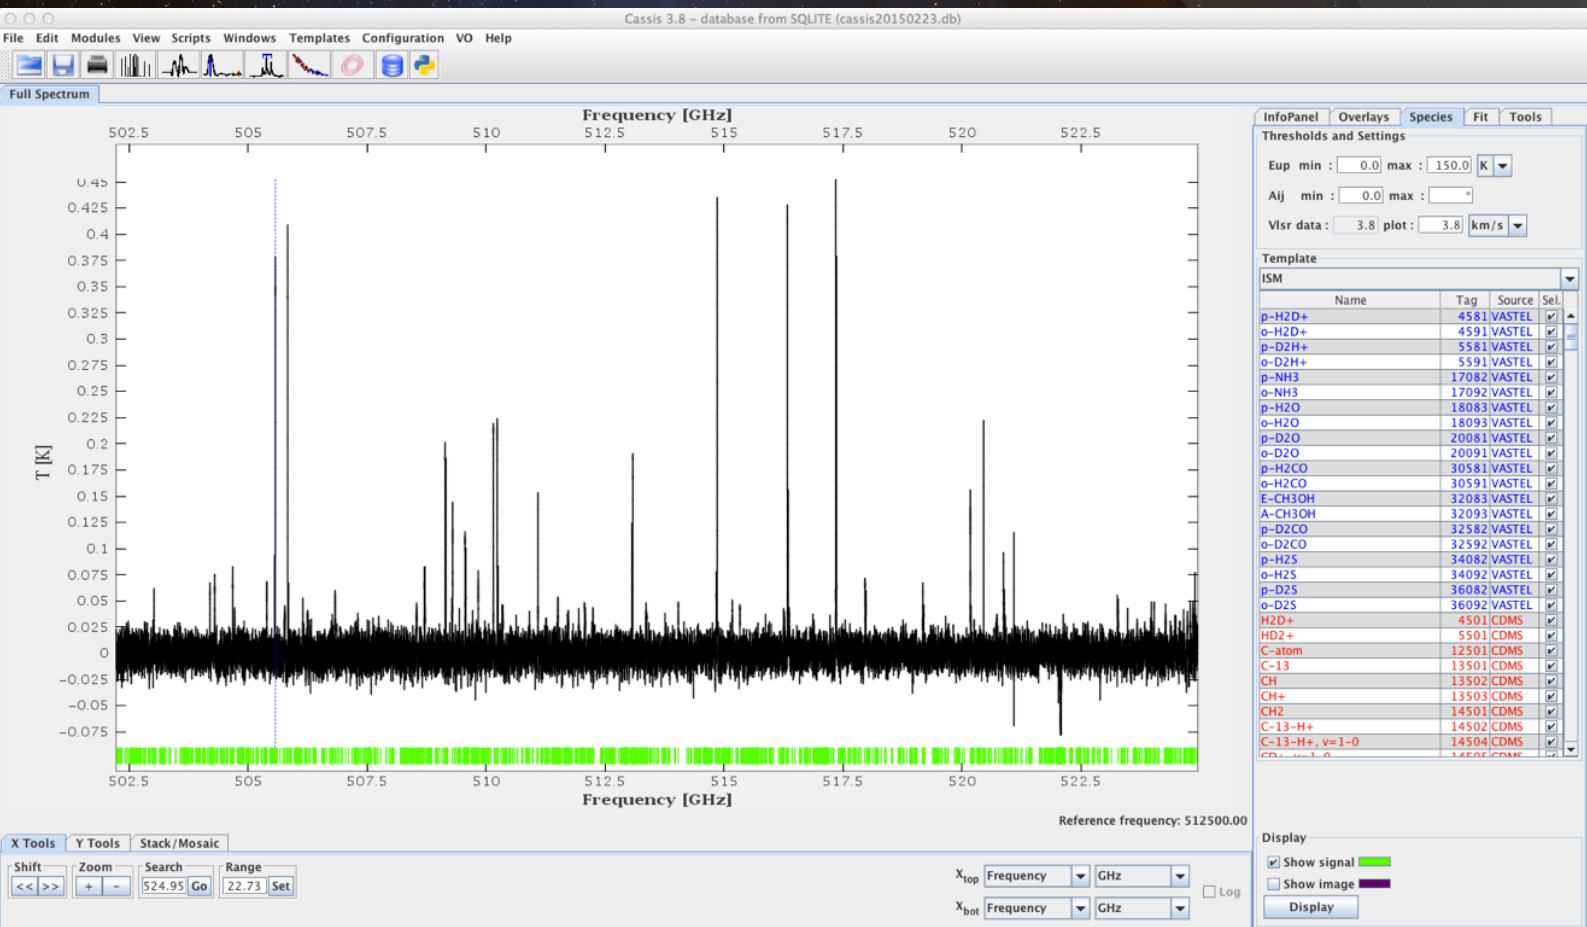 Cassis 3.8 – database from SQLITE (cassis20150223.db)
File Edit Modules View Scripts Windows Templates Configuration VO Help
Full Spectrum
Frequency [GHz]
502.5 505 507.5 510 512.5 515 517.5 520 522.5
0.45
0.425
0.4
0.375
0.35
0.325
0.3
0.275
0.25
0.225
0.2
0.175
0.15
0.125
0.1
0.075
0.05
0.025
0
−0.025
−0.05
−0.075
T [K]
502.5 505 507.5 510 512.5 515 517.5 520 522.5
Frequency [GHz]
Reference frequency: 512500.00
X Tools Y Tools Stack/Mosaic
Shift Zoom Search Range
<< >> + - 524.95 Go 22.73 Set
Xtop Frequency GHz
Xbot Frequency GHz
Log
InfoPanel Overlays Species Fit Tools
Thresholds and Settings
Eup min : 0.0 max : 150.0 K
Aij min : 0.0 max : *
Vlsr data : 3.8 plot : 3.8 km/s
Template
ISM
Name Tag Source Sel.
p-H2D+ 4581 VASTEL
o-H2D+ 4591 VASTEL
p-D2H+ 5581 VASTEL
o-D2H+ 5591 VASTEL
p-NH3 17082 VASTEL
o-NH3 17092 VASTEL
p-H2O 18083 VASTEL
o-H2O 18093 VASTEL
p-D2O 20081 VASTEL
o-D2O 20091 VASTEL
p-H2CO 30581 VASTEL
o-H2CO 30591 VASTEL
E-CH3OH 32083 VASTEL
A-CH3OH 32093 VASTEL
p-D2CO 32582 VASTEL
o-D2CO 32592 VASTEL
p-H2S 34082 VASTEL
o-H2S 34092 VASTEL
p-D2S 36082 VASTEL
o-D2S 36092 VASTEL
H2D+ 4501 CDMS
HD2+ 5501 CDMS
C-atom 12501 CDMS
C-13 13501 CDMS
CH 13502 CDMS
CH+ 13503 CDMS
CH2 14501 CDMS
C-13-H+ 14502 CDMS
C-13-H+, v=1-0 14504 CDMS
Display
Show signal
Show image
Display